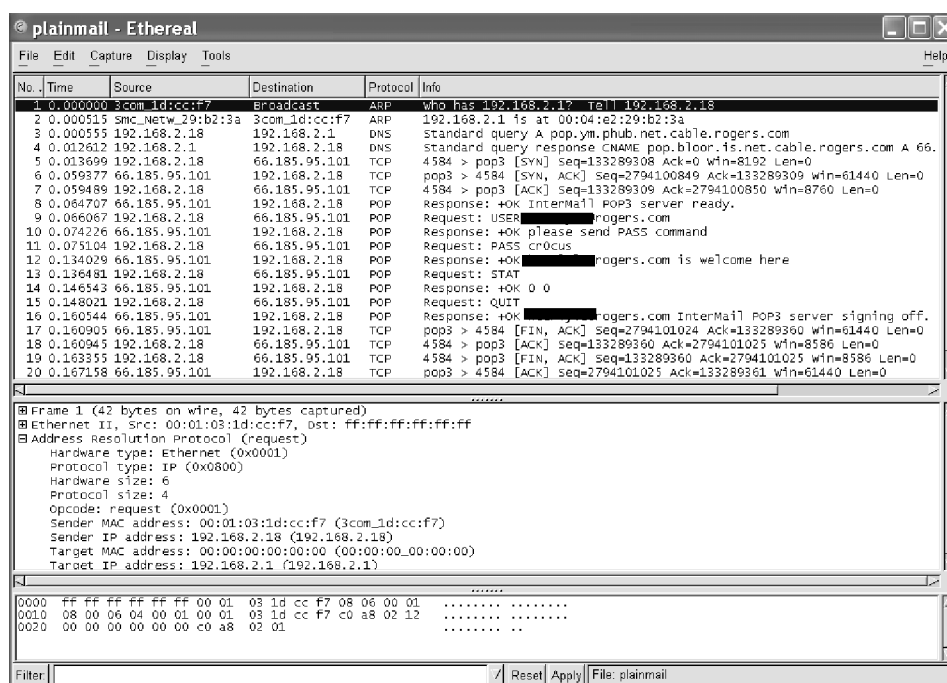 plainmail - Ethereal
File Edit Capture Display Tools Help
No. . Time Source Destination Protocol Info
1 0.000000 3com_1d:cc:f7 Broadcast ARP who has 192.168.2.1? Tell 192.168.2.18
2 0.000515 Smc_Netw_29:b2:3a 3com_1d:cc:f7 ARP 192.168.2.1 is at 00:04:e2:29:b2:3a
3 0.000555 192.168.2.18 192.168.2.1 DNS Standard query A pop.ym.phub.net.cable.rogers.com
4 0.012612 192.168.2.1 192.168.2.18 DNS Standard query response CNAME pop.bloor.is.net.cable.rogers.com A 66.
5 0.013699 192.168.2.18 66.185.95.101 TCP 4584 > pop3 [SYN] Seq=133289308 Ack=0 Win=8192 Len=0
6 0.059377 66.185.95.101 192.168.2.18 TCP pop3 > 4584 [SYN, ACK] Seq=2794100849 Ack=133289309 Win=61440 Len=0
7 0.059489 192.168.2.18 66.185.95.101 TCP 4584 > pop3 [ACK] Seq=133289309 Ack=2794100850 Win=8760 Len=0
8 0.064707 66.185.95.101 192.168.2.18 POP Response: +OK InterMail POP3 server ready.
9 0.066067 192.168.2.18 66.185.95.101 POP Request: USER rogers.com
10 0.074226 66.185.95.101 192.168.2.18 POP Response: +OK please send PASS command
11 0.075104 192.168.2.18 66.185.95.101 POP Request: PASS cr0cus
12 0.134029 66.185.95.101 192.168.2.18 POP Response: +OK rogers.com is welcome here
13 0.136481 192.168.2.18 66.185.95.101 POP Request: STAT
14 0.146543 66.185.95.101 192.168.2.18 POP Response: +OK 0 0
15 0.148021 192.168.2.18 66.185.95.101 POP Request: QUIT
16 0.160544 66.185.95.101 192.168.2.18 POP Response: +OK rogers.com InterMail POP3 server signing off.
17 0.160905 66.185.95.101 192.168.2.18 TCP pop3 > 4584 [FIN, ACK] Seq=2794101024 Ack=133289360 Win=61440 Len=0
18 0.160945 192.168.2.18 66.185.95.101 TCP 4584 > pop3 [ACK] Seq=133289360 Ack=2794101025 Win=8586 Len=0
19 0.163355 192.168.2.18 66.185.95.101 TCP 4584 > pop3 [FIN, ACK] Seq=133289360 Ack=2794101025 Win=8586 Len=0
20 0.167158 66.185.95.101 192.168.2.18 TCP pop3 > 4584 [ACK] Seq=2794101025 Ack=133289361 Win=61440 Len=0
Frame 1 (42 bytes on wire, 42 bytes captured)
Ethernet II, Src: 00:01:03:1d:cc:f7, Dst: ff:ff:ff:ff:ff:ff
Address Resolution Protocol (request)
Hardware type: Ethernet (0x0001)
Protocol type: IP (0x0800)
Hardware size: 6
Protocol size: 4
Opcode: request (0x0001)
Sender MAC address: 00:01:03:1d:cc:f7 (3com_1d:cc:f7)
Sender IP address: 192.168.2.18 (192.168.2.18)
Target MAC address: 00:00:00:00:00:00 (00:00:00_00:00:00)
Target IP address: 192.168.2.1 (192.168.2.1)
0000 ff ff ff ff ff ff 00 01 03 1d cc f7 08 06 00 01 ........ ........
0010 08 00 06 04 00 01 00 01 03 1d cc f7 c0 a8 02 12 ........ ........
0020 00 00 00 00 00 00 c0 a8 02 01 ........ ..
Filter: / Reset Apply File: plainmail